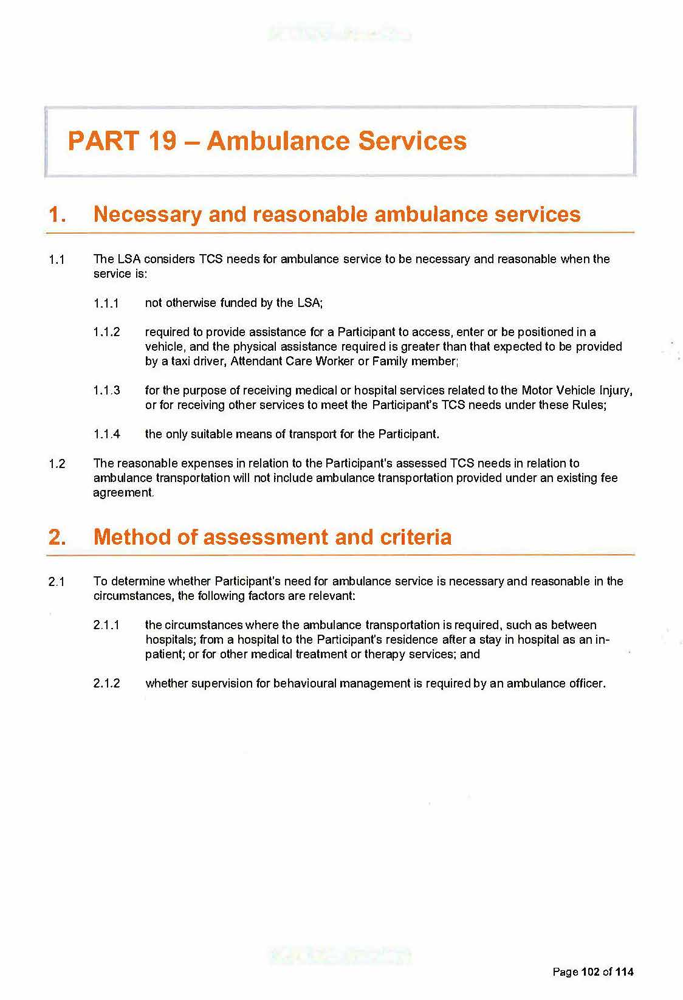 PART 19 – Ambulance Services
1. Necessary and reasonable ambulance services
1.1 The LSA considers TCS needs for ambulance service to be necessary and reasonable when the
service is:
1.1.1 not otherwise funded by the LSA;
1.1.2 required to provide assistance for a Participant to access, enter or be positioned in a
vehicle, and the physical assistance required is greater than that expected to be provided
by a taxi driver, Attendant Care Worker or Family member;
1.1.3 for the purpose of receiving medical or hospital services related to the Motor Vehicle Injury,
or for receiving other services to meet the Participant's TCS needs under these Rules;
1.1.4 the only suitable means of transport for the Participant.
1.2 The reasonable expenses in relation to the Participant's assessed TCS needs in relation to
ambulance transportation will not include ambulance transportation provided under an existing fee
agreement.
2. Method of assessment and criteria
2.1 To determine whether Participant's need for ambulance service is necessary and reasonable in the
circumstances, the following factors are relevant:
2.1.1 the circumstances where the ambulance transportation is required, such as between
hospitals; from a hospital to the Participant's residence after a stay in hospital as an in-
patient; or for other medical treatment or therapy services; and
2.1.2 whether supervision for behavioural management is required by an ambulance officer.
Page 102 of 114